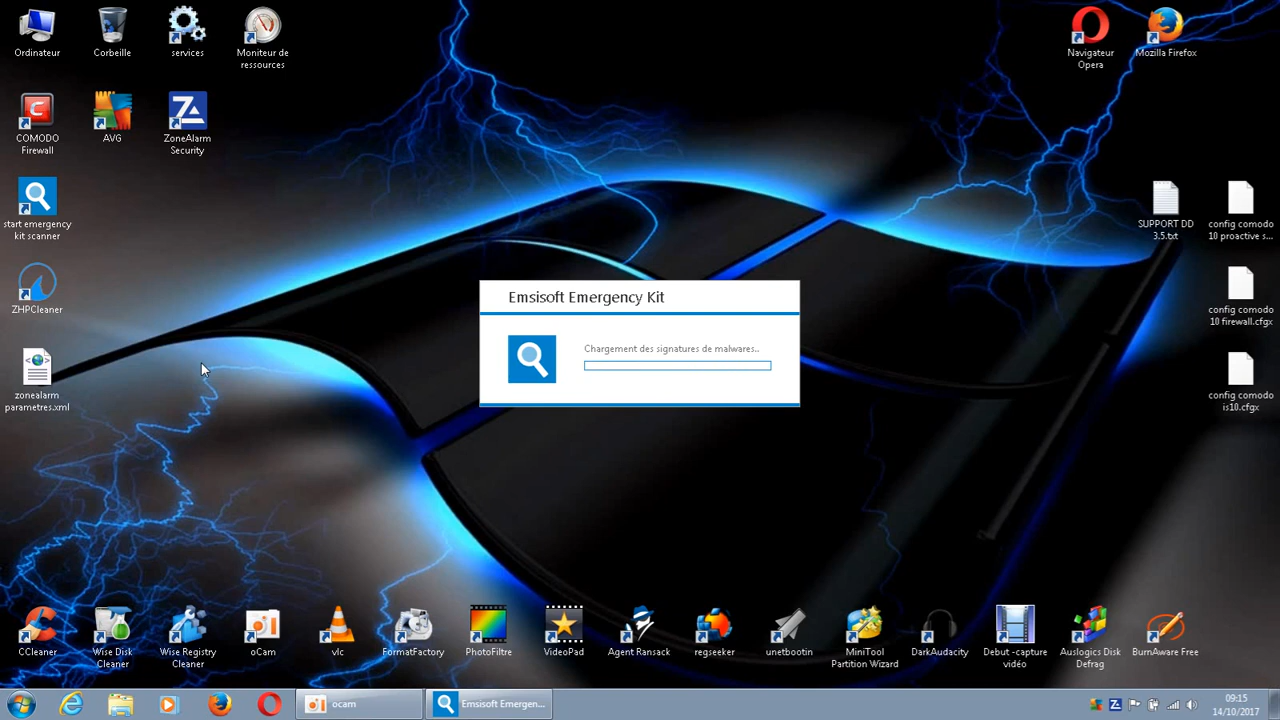 Ordinateur
Corbeille
services
Moniteur de
ressources
Navigateur
Opera
Mozilla Firefox
COMODO
Firewall
AVG
ZoneAlarm
Security
start emergency
kit scanner
SUPPORT DD
3.5.txt
config comodo
10 proactive s...
ZHPCleaner
config comodo
10 firewall.cfgx
zonealarm
parametres.xml
config comodo
is10.cfgx
Emsisoft Emergency Kit
Chargement des signatures de malwares..
CCleaner
Wise Disk
Cleaner
Wise Registry
Cleaner
oCam
vlc
FormatFactory
PhotoFiltre
VideoPad
Agent Ransack
regseeker
unetbootin
MiniTool
Partition Wizard
DarkAudacity
Debut -capture
vidéo
Auslogics Disk
Defrag
BurnAware Free
ocam
Emsisoft Emergen...
09:15
14/10/2017